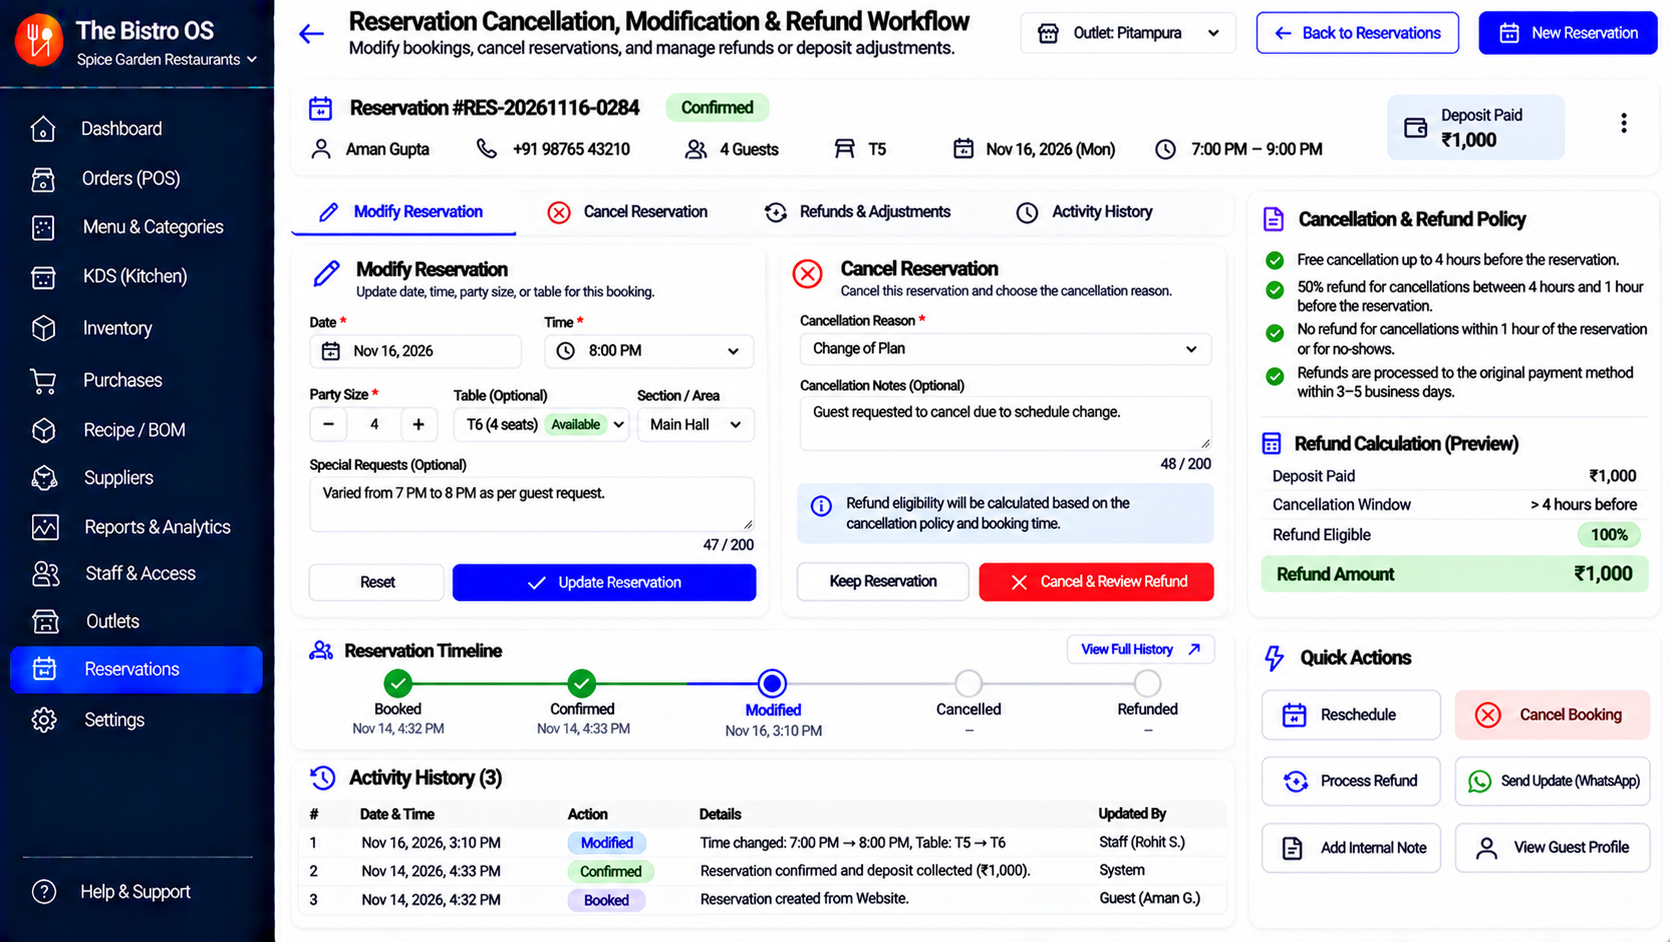 The Bistro OS
Spice Garden Restaurants
Dashboard
Orders (POS)
Menu & Categories
KDS (Kitchen)
Inventory
Purchases
Recipe / BOM
Suppliers
Reports & Analytics
Staff & Access
Outlets
Reservations
Settings
Help & Support
Reservation Cancellation, Modification & Refund Workflow
Modify bookings, cancel reservations, and manage refunds or deposit adjustments.
Outlet: Pitampura
Back to Reservations
New Reservation
Reservation #RES-20261116-0284
Confirmed
Aman Gupta
+91 98765 43210
4 Guests
T5
Nov 16, 2026 (Mon)
7:00 PM – 9:00 PM
Deposit Paid
₹1,000
Modify Reservation
Cancel Reservation
Refunds & Adjustments
Activity History
Modify Reservation
Update date, time, party size, or table for this booking.
Date *
Time *
Nov 16, 2026
8:00 PM
Party Size *
Table (Optional)
Section / Area
− 4 +
T6 (4 seats) Available
Main Hall
Special Requests (Optional)
Varied from 7 PM to 8 PM as per guest request.
47 / 200
Reset
Update Reservation
Cancel Reservation
Cancel this reservation and choose the cancellation reason.
Cancellation Reason *
Change of Plan
Cancellation Notes (Optional)
Guest requested to cancel due to schedule change.
48 / 200
Refund eligibility will be calculated based on the
cancellation policy and booking time.
Keep Reservation
Cancel & Review Refund
Cancellation & Refund Policy
Free cancellation up to 4 hours before the reservation.
50% refund for cancellations between 4 hours and 1 hour
before the reservation.
No refund for cancellations within 1 hour of the reservation
or for no-shows.
Refunds are processed to the original payment method
within 3–5 business days.
Refund Calculation (Preview)
Deposit Paid ₹1,000
Cancellation Window > 4 hours before
Refund Eligible 100%
Refund Amount ₹1,000
Reservation Timeline
View Full History
Booked
Nov 14, 4:32 PM
Confirmed
Nov 14, 4:33 PM
Modified
Nov 16, 3:10 PM
Cancelled
–
Refunded
–
Activity History (3)
# Date & Time Action Details Updated By
1 Nov 16, 2026, 3:10 PM Modified Time changed: 7:00 PM → 8:00 PM, Table: T5 → T6 Staff (Rohit S.)
2 Nov 14, 2026, 4:33 PM Confirmed Reservation confirmed and deposit collected (₹1,000). System
3 Nov 14, 2026, 4:32 PM Booked Reservation created from Website. Guest (Aman G.)
Quick Actions
Reschedule
Cancel Booking
Process Refund
Send Update (WhatsApp)
Add Internal Note
View Guest Profile